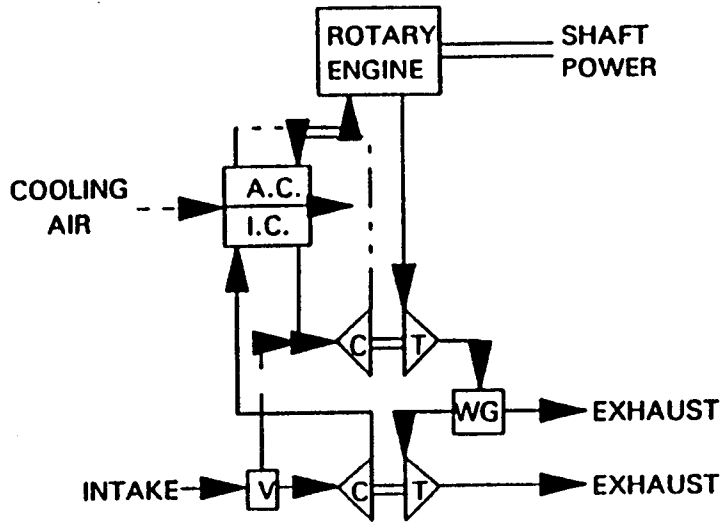 ROTARY
ENGINE
SHAFT
POWER
COOLING
AIR
A.C.
I.C.
C
T
WG
EXHAUST
INTAKE
V
C
T
EXHAUST